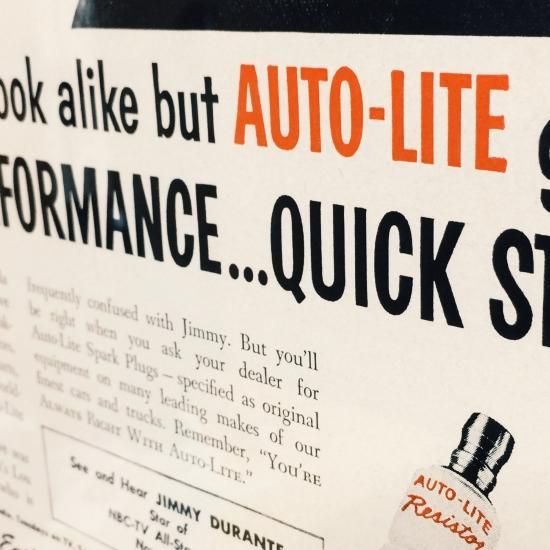 look alike but AUTO-LITE
FORMANCE...QUICK ST
frequently confused with Jimmy. But you'll
be right when you ask your dealer for
Auto-Lite Spark Plugs – specified as original
equipment on many leading makes of our
finest cars and trucks. Remember, "You're
Always Right With Auto-Lite."
See and Hear JIMMY DURANTE
Star of
NBC-TV All-Star
AUTO-LITE
Resistor